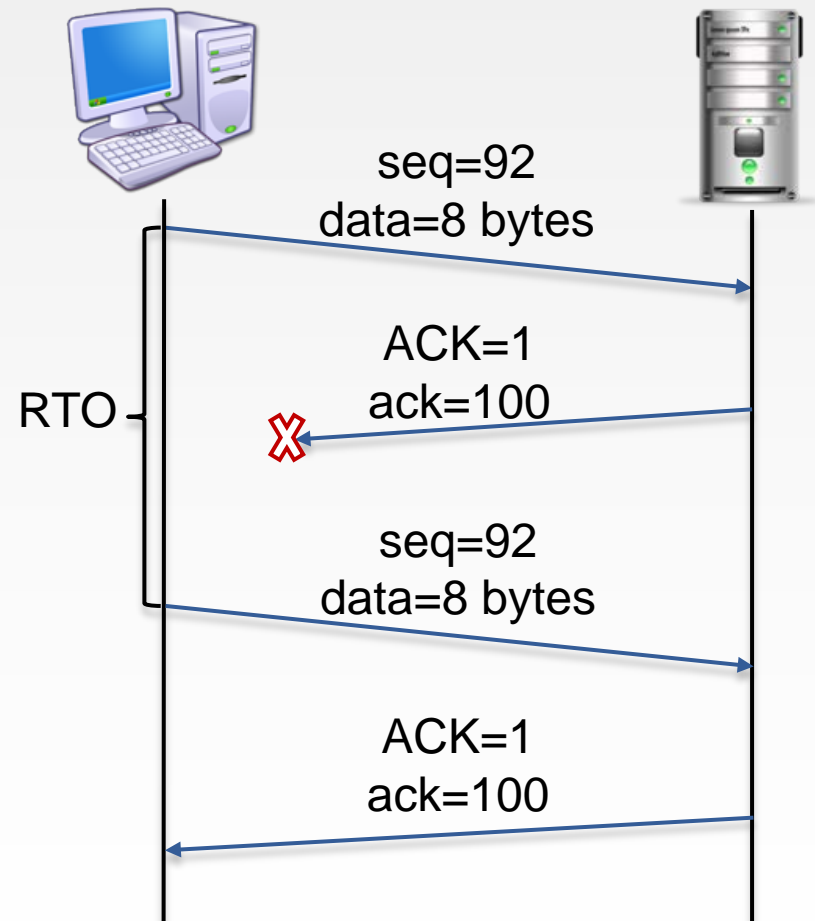 seq=92
data=8 bytes
ACK=1
ack=100
RTO
seq=92
data=8 bytes
ACK=1
ack=100